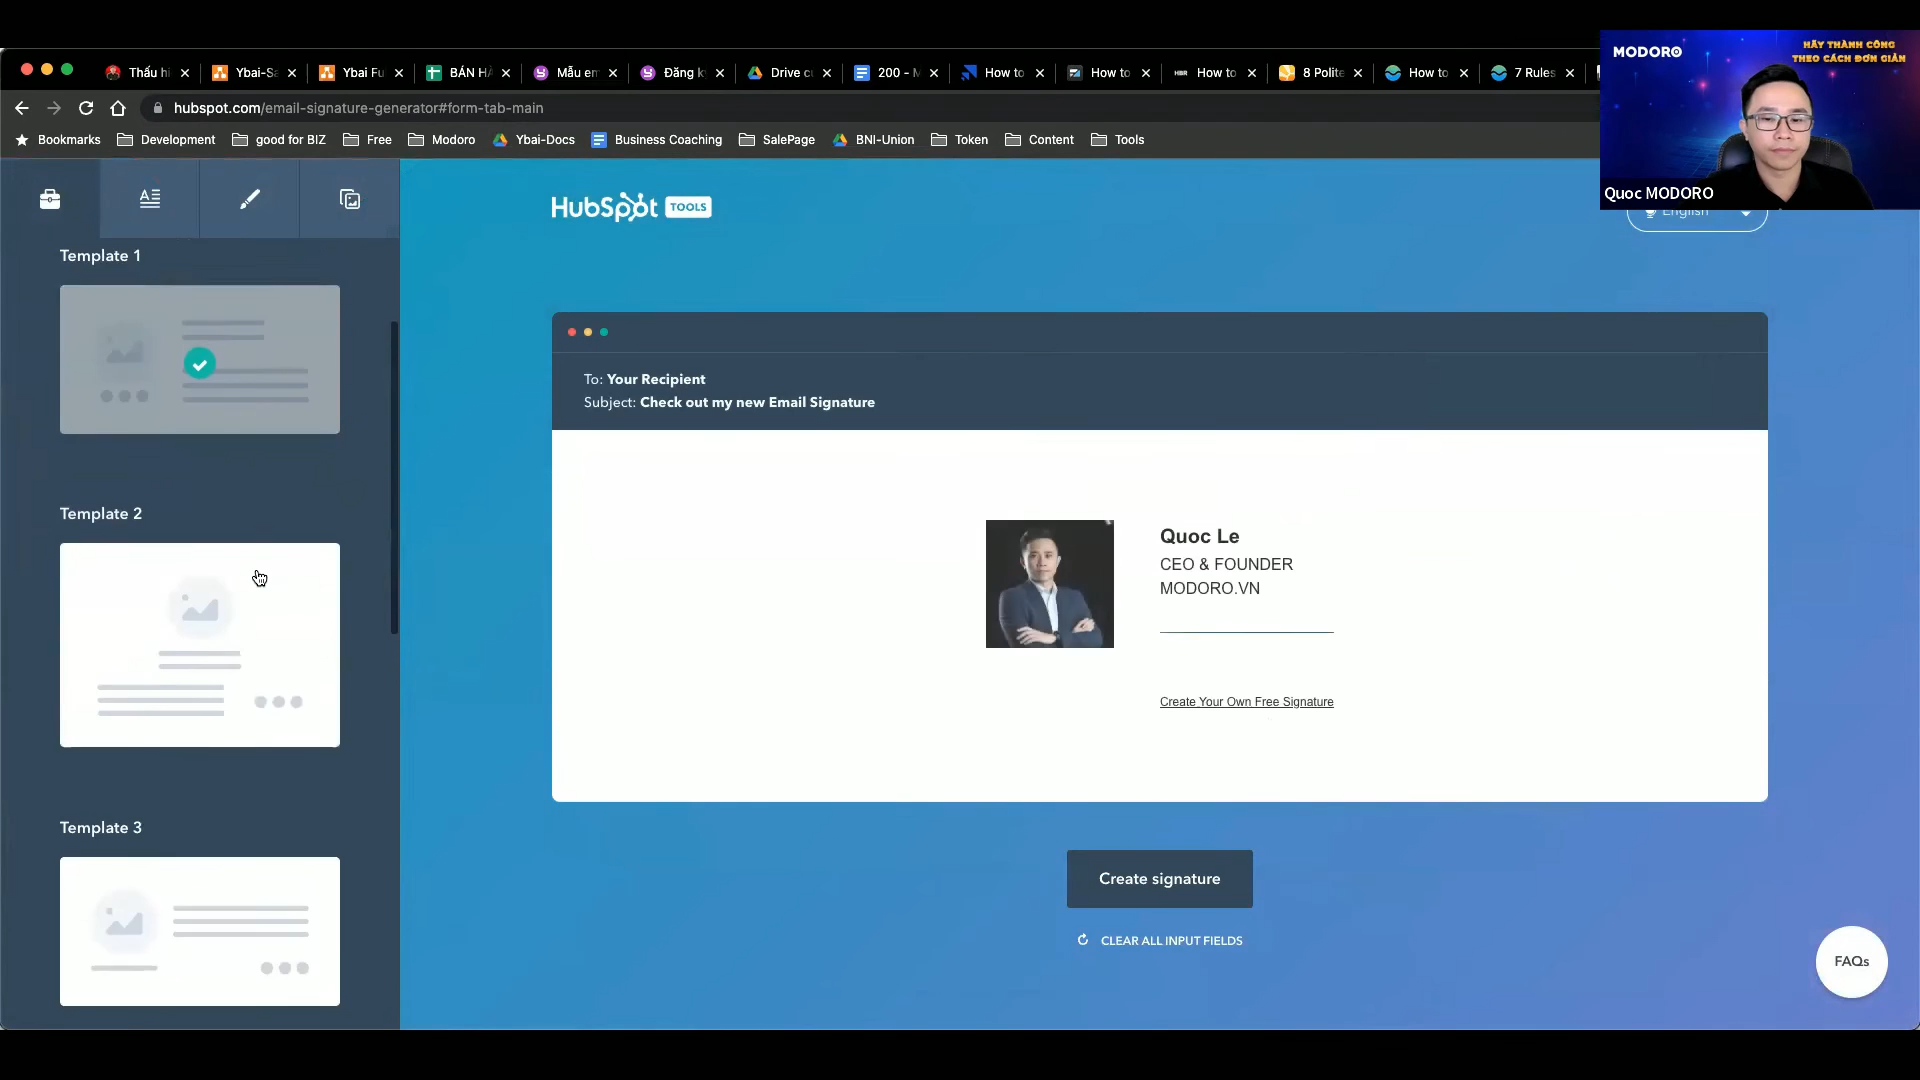 Thấu hi
Ybai-Sa
Ybai Fu
BÁN H
Mẫu em
Đăng k
Drive c
200 - M
How to
How to
HBR
How to
8 Polite
How to
7 Rules
hubspot.com/email-signature-generator#form-tab-main
Bookmarks
Development
good for BIZ
Free
Modoro
Ybai-Docs
Business Coaching
SalePage
BNI-Union
Token
Content
Tools
MODORO
HÃY THÀNH CÔNG
THEO CÁCH ĐƠN GIẢN
Quoc MODORO
HubSpot TOOLS
English
Template 1
Template 2
Template 3
To: Your Recipient
Subject: Check out my new Email Signature
Quoc Le
CEO & FOUNDER
MODORO.VN
Create Your Own Free Signature
Create signature
CLEAR ALL INPUT FIELDS
FAQs